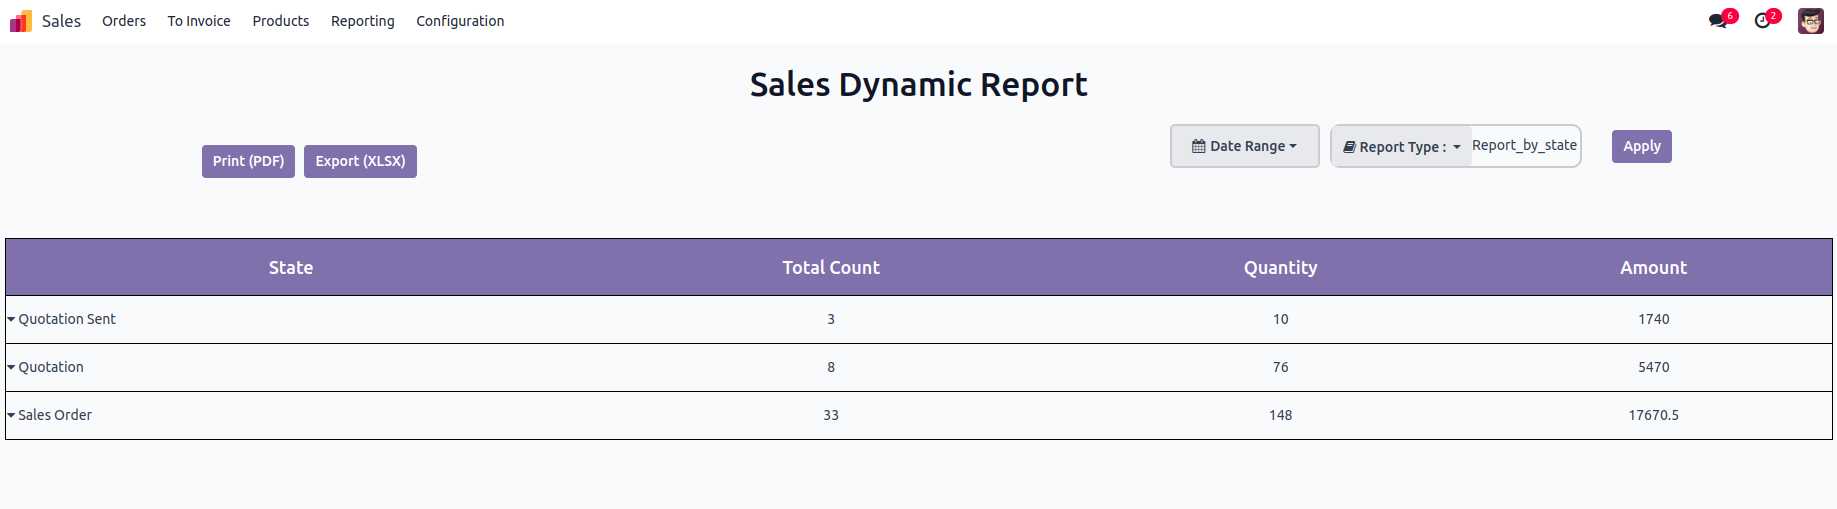 Sales Orders To Invoice Products Reporting Configuration 6 2
Sales Dynamic Report
Print (PDF) Export (XLSX) Date Range Report Type : Report_by_state Apply
State Total Count Quantity Amount
Quotation Sent 3 10 1740
Quotation 8 76 5470
Sales Order 33 148 17670.5